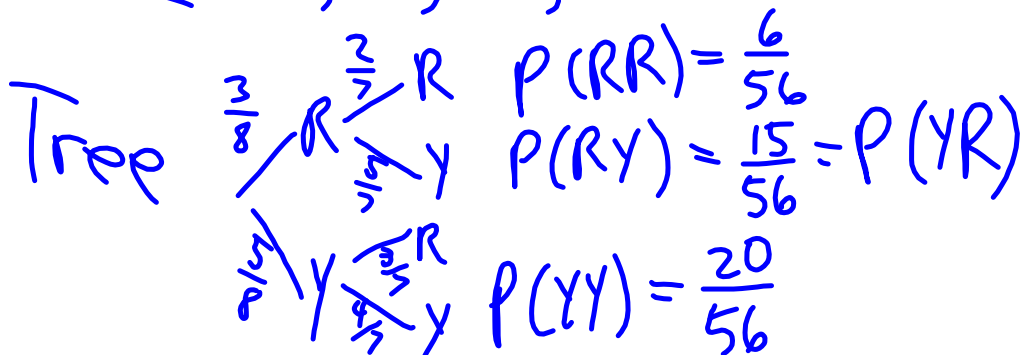 Tree
3/8 R 2/7 R P(RR) = 6/56
5/7 Y P(RY) = 15/56 = P(YR)
5/8 Y 3/7 R
4/7 Y P(YY) = 20/56